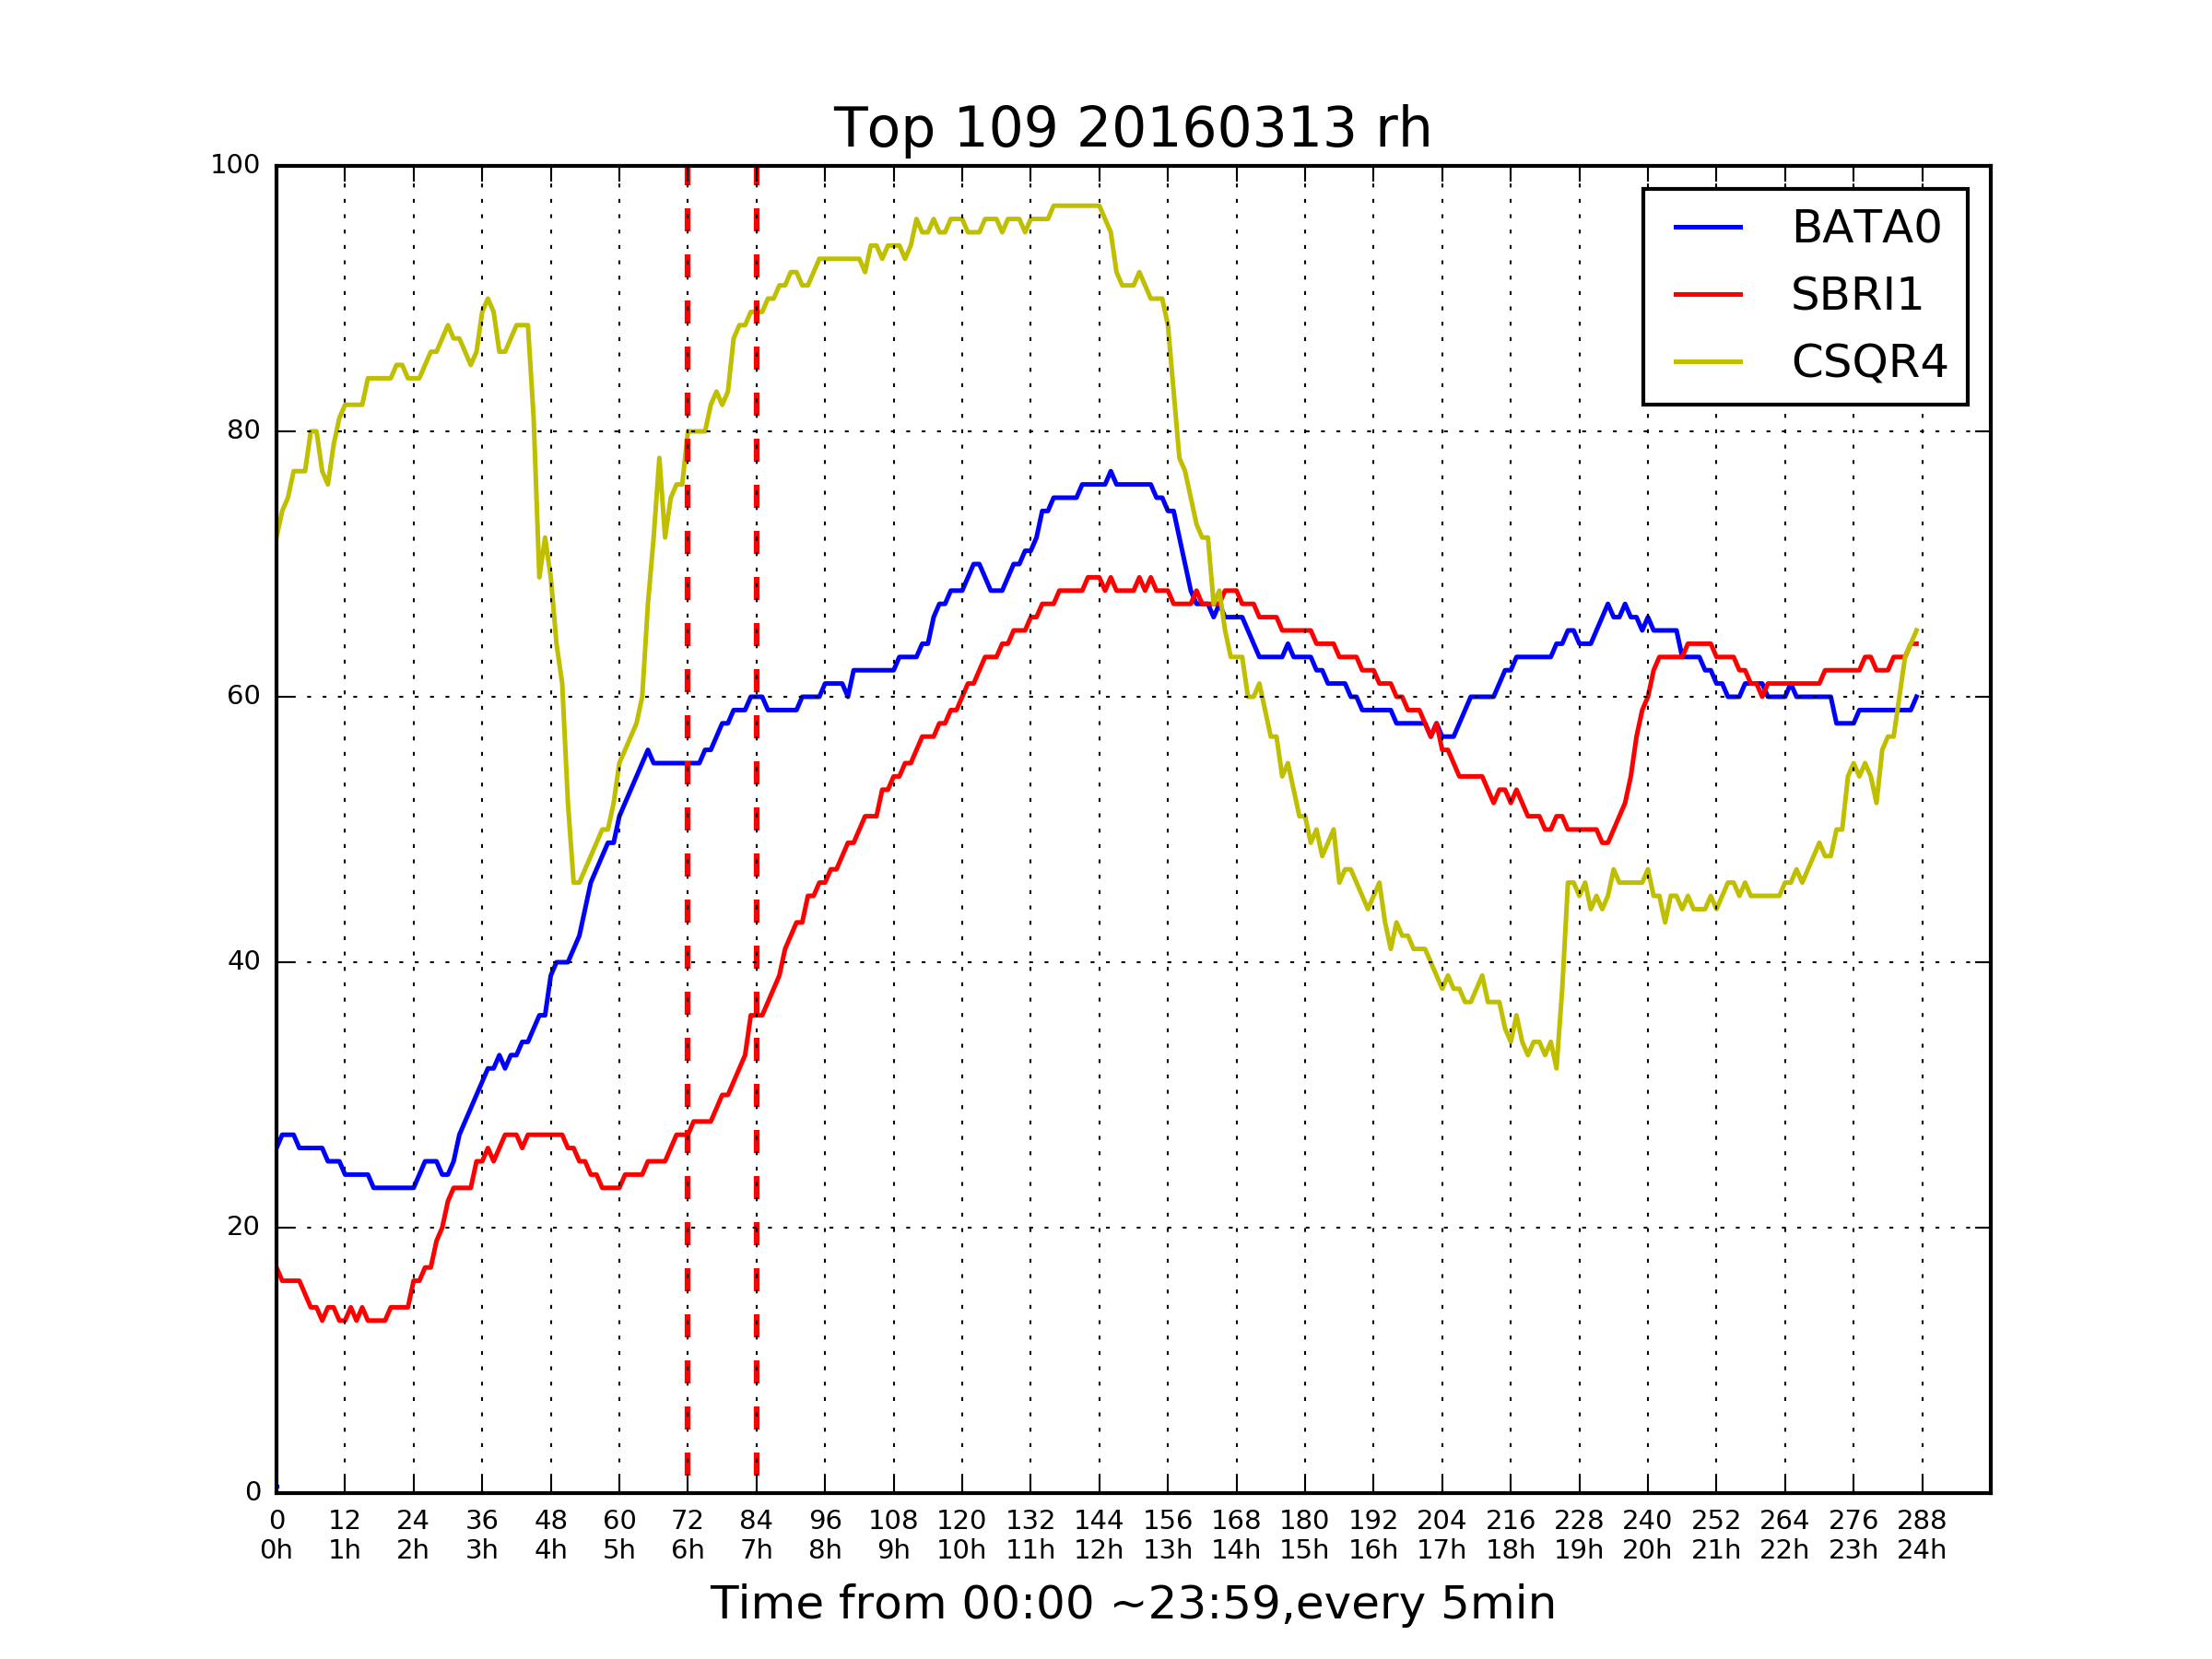 Top 109 20160313 rh
100
80
60
40
20
0
BATA0
SBRI1
CSQR4
0 12 24 36 48 60 72 84 96 108 120 132 144 156 168 180 192 204 216 228 240 252 264 276 288
0h 1h 2h 3h 4h 5h 6h 7h 8h 9h 10h 11h 12h 13h 14h 15h 16h 17h 18h 19h 20h 21h 22h 23h 24h
Time from 00:00 ~23:59,every 5min